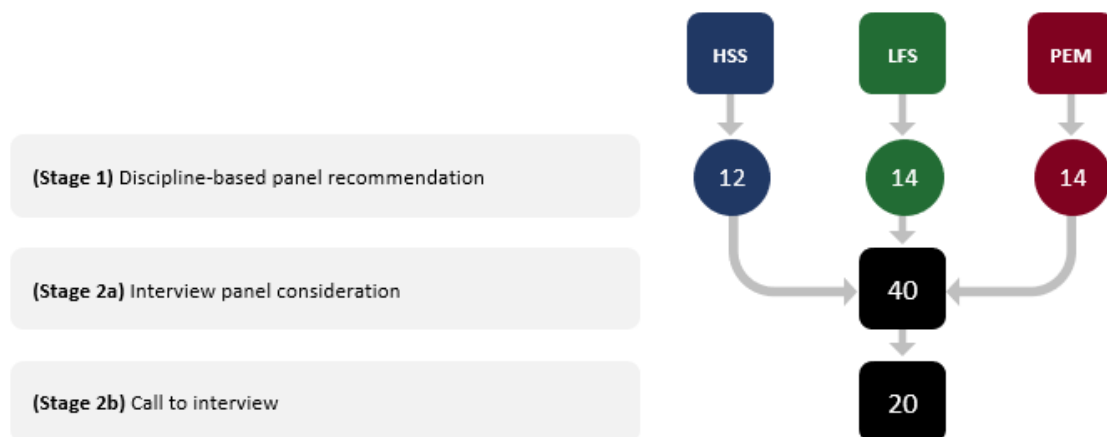 HSS LFS PEM
(Stage 1) Discipline-based panel recommendation 12 14 14
(Stage 2a) Interview panel consideration 40
(Stage 2b) Call to interview 20